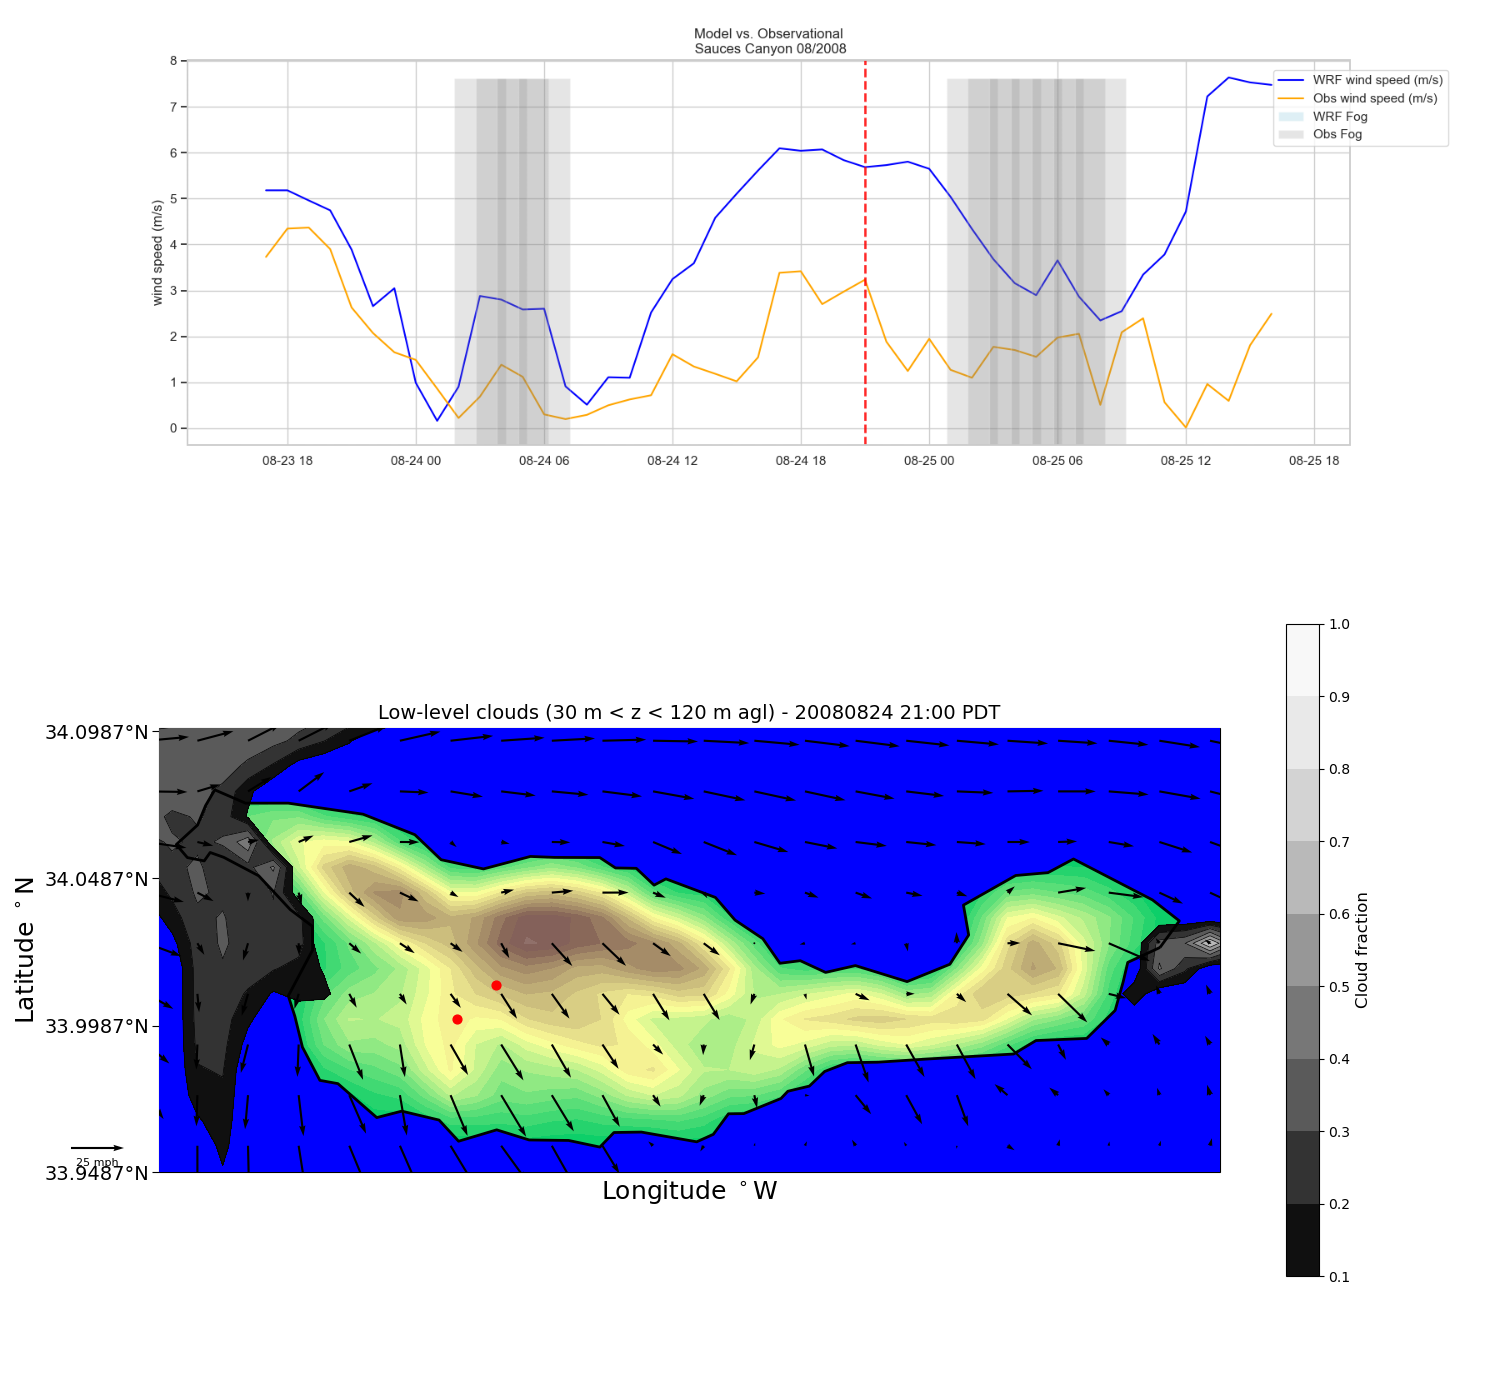 Model vs. Observational
Sauces Canyon 08/2008
8
7
6
5
4
3
2
1
0
wind speed (m/s)
WRF wind speed (m/s)
Obs wind speed (m/s)
WRF Fog
Obs Fog
08-23 18
08-24 00
08-24 06
08-24 12
08-24 18
08-25 00
08-25 06
08-25 12
08-25 18
Low-level clouds (30 m < z < 120 m agl) - 20080824 21:00 PDT
34.0987°N
34.0487°N
33.9987°N
33.9487°N
Latitude °N
25 mph
Longitude °W
1.0
0.9
0.8
0.7
0.6
0.5
0.4
0.3
0.2
0.1
Cloud fraction